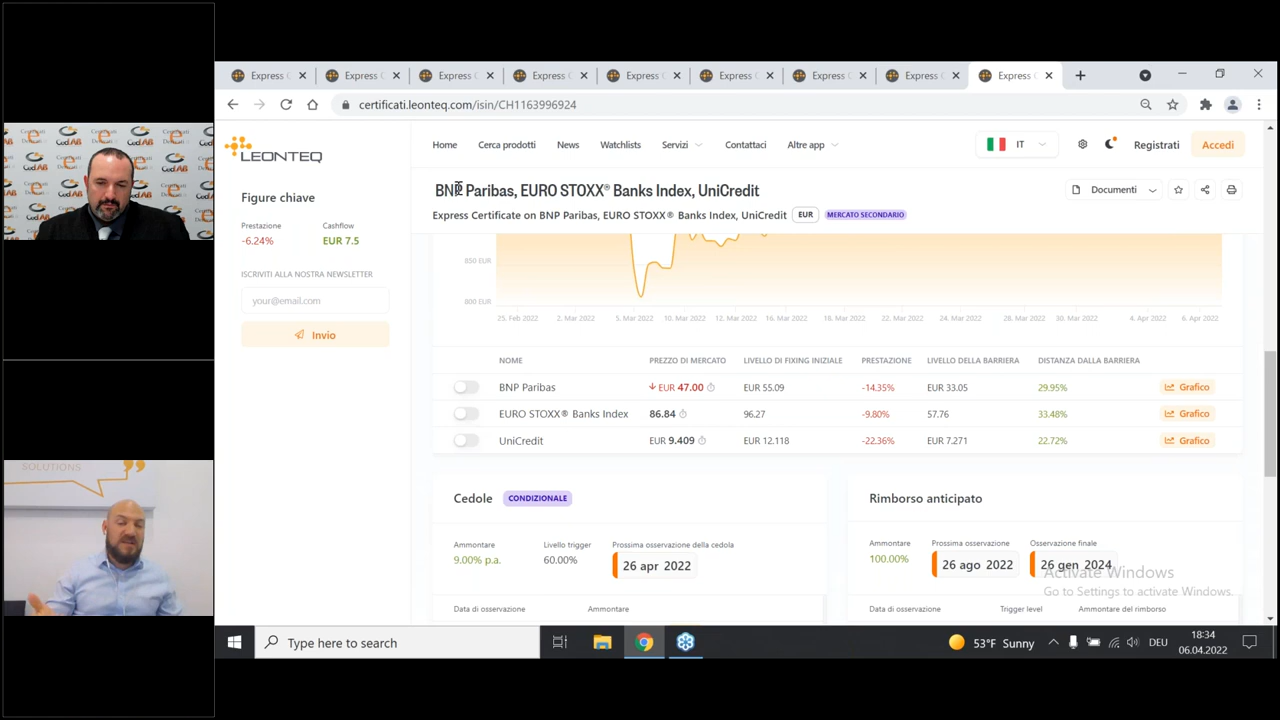 Express C
Express C
Express C
Express C
Express C
Express C
Express C
Express C
Express C
certificati.leonteq.com/isin/CH1163996924
LEONTEQ
Home Cerca prodotti News Watchlists Servizi Contattaci Altre app IT Registrati Accedi
Figure chiave
Prestazione Cashflow
-6.24% EUR 7.5
ISCRIVITI ALLA NOSTRA NEWSLETTER
your@email.com
Invio
BNP Paribas, EURO STOXX® Banks Index, UniCredit
Documenti
Express Certificate on BNP Paribas, EURO STOXX® Banks Index, UniCredit EUR MERCATO SECONDARIO
850 EUR
800 EUR
25. Feb 2022 2. Mar 2022 5. Mar 2022 10. Mar 2022 12. Mar 2022 16. Mar 2022 18. Mar 2022 22. Mar 2022 24. Mar 2022 26. Mar 2022 30. Mar 2022 4. Apr 2022 6. Apr 2022
NOME PREZZO DI MERCATO LIVELLO DI FIXING INIZIALE PRESTAZIONE LIVELLO DELLA BARRIERA DISTANZA DALLA BARRIERA
BNP Paribas EUR 47.00 EUR 55.09 -14.35% EUR 33.05 29.95% Grafico
EURO STOXX® Banks Index 86.84 96.27 -9.80% 57.76 33.48% Grafico
UniCredit EUR 9.409 EUR 12.118 -22.36% EUR 7.271 22.72% Grafico
Cedole CONDIZIONALE
Ammontare Livello trigger Prossima osservazione della cedola
9.00% p.a. 60.00% 26 apr 2022
Data di osservazione Ammontare
Rimborso anticipato
Ammontare Prossima osservazione Osservazione finale
100.00% 26 ago 2022 26 gen 2024
Data di osservazione Trigger level Ammontare del rimborso
Activate Windows
Go to Settings to activate Windows.
Type here to search
53°F Sunny
DEU
18:34
06.04.2022
SOLUTIONS